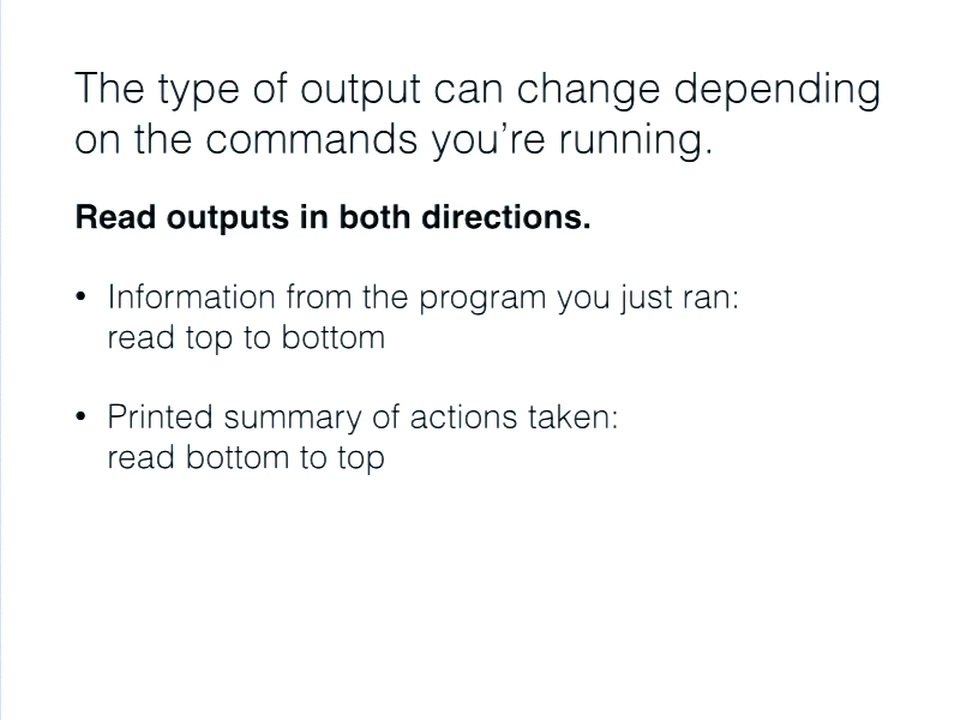 The type of output can change depending
on the commands you’re running.
Read outputs in both directions.
• Information from the program you just ran:
read top to bottom
• Printed summary of actions taken:
read bottom to top